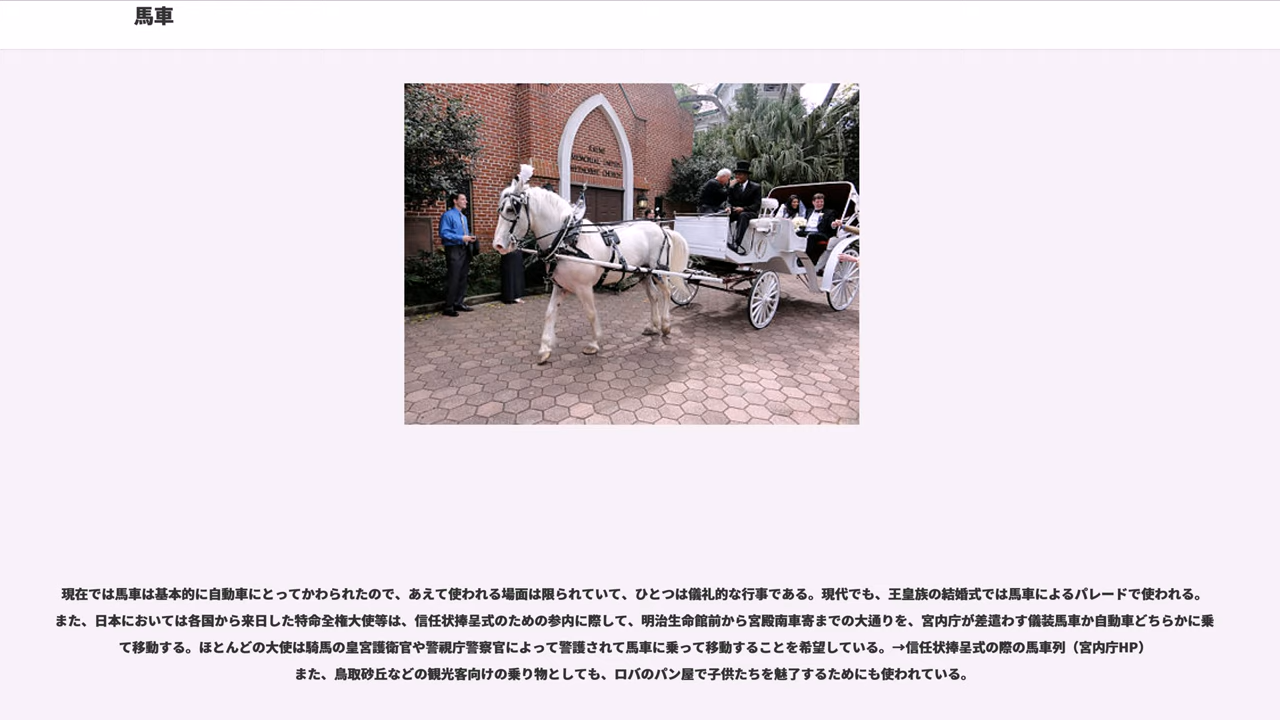 馬車
KAENI
MEMORIAL UNITED
METHODIST CHURCH
現在では馬車は基本的に自動車にとってかわられたので、あえて使われる場面は限られていて、ひとつは儀礼的な行事である。現代でも、王皇族の結婚式では馬車によるパレードで使われる。
また、日本においては各国から来日した特命全権大使等は、信任状捧呈式のための参内に際して、明治生命館前から宮殿南車寄までの大通りを、宮内庁が差遣わす儀装馬車か自動車どちらかに乗
て移動する。ほとんどの大使は騎馬の皇宮護衛官や警視庁警察官によって警護されて馬車に乗って移動することを希望している。→信任状捧呈式の際の馬車列（宮内庁HP）
また、鳥取砂丘などの観光客向けの乗り物としても、ロバのパン屋で子供たちを魅了するためにも使われている。